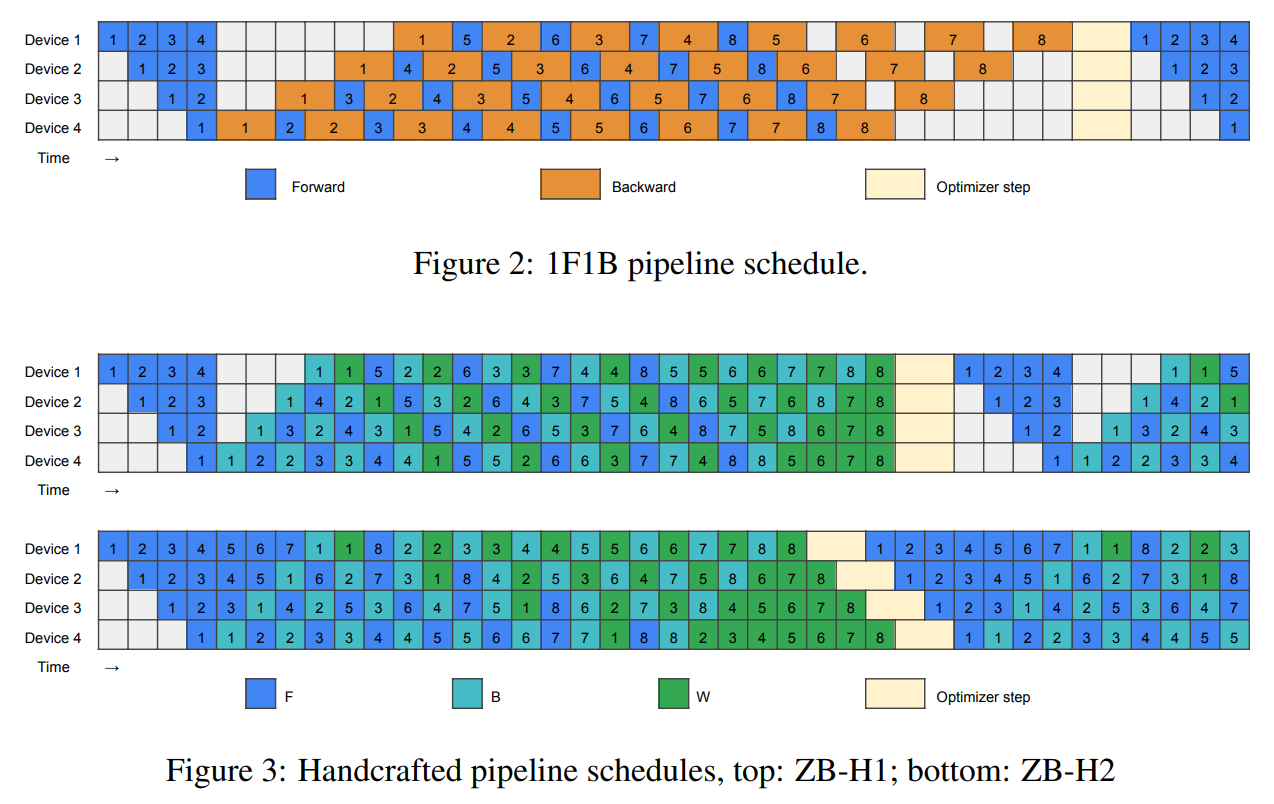 Device 1 1 2 3 4 1 5 2 6 3 7 4 8 5 6 7 8 1 2 3 4
Device 2 1 2 3 1 4 2 5 3 6 4 7 5 8 6 7 8 1 2 3
Device 3 1 2 1 3 2 4 3 5 4 6 5 7 6 8 7 8 1 2
Device 4 1 1 2 2 3 3 4 4 5 5 6 6 7 7 8 8 1
Time →
Forward Backward Optimizer step
Figure 2: 1F1B pipeline schedule.
Device 1 1 2 3 4 1 1 5 2 2 6 3 3 7 4 4 8 5 5 6 6 7 7 8 8 1 2 3 4 1 1 5
Device 2 1 2 3 1 4 2 1 5 3 2 6 4 3 7 5 4 8 6 5 7 6 8 7 8 1 2 3 1 4 2 1
Device 3 1 2 1 3 2 4 3 1 5 4 2 6 5 3 7 6 4 8 7 5 8 6 7 8 1 2 1 3 2 4 3
Device 4 1 1 2 2 3 3 4 4 1 5 5 2 6 6 3 7 7 4 8 8 5 6 7 8 1 1 2 2 3 3 4
Time →
Device 1 1 2 3 4 5 6 7 1 1 8 2 2 3 3 4 4 5 5 6 6 7 7 8 8 1 2 3 4 5 6 7 1 1 8 2 2 3
Device 2 1 2 3 4 5 1 6 2 7 3 1 8 4 2 5 3 6 4 7 5 8 6 7 8 1 2 3 4 5 1 6 2 7 3 1 8
Device 3 1 2 3 1 4 2 5 3 6 4 7 5 1 8 6 2 7 3 8 4 5 6 7 8 1 2 3 1 4 2 5 3 6 4 7
Device 4 1 1 2 2 3 3 4 4 5 5 6 6 7 7 1 8 8 2 3 4 5 6 7 8 1 1 2 2 3 3 4 4 5 5
Time →
F B W Optimizer step
Figure 3: Handcrafted pipeline schedules, top: ZB-H1; bottom: ZB-H2